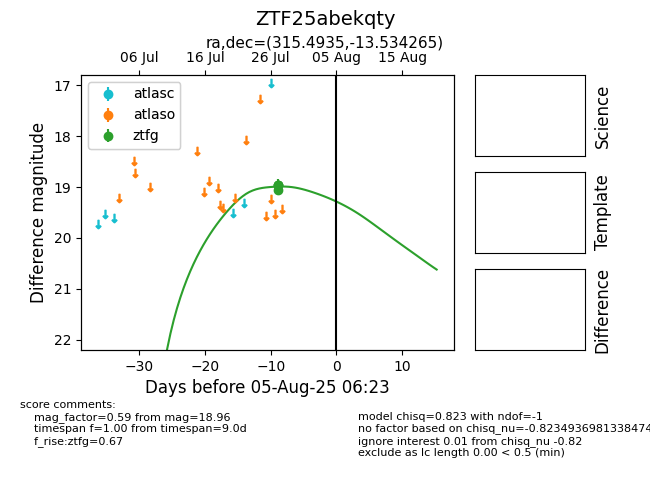 ZTF25abekqty
ra,dec=(315.4935,-13.534265)
06 Jul 16 Jul 26 Jul 05 Aug 15 Aug
atlasc
atlaso
ztfg
17
18
19
20
21
22
Difference magnitude
−30 −20 −10 0 10
Days before 05-Aug-25 06:23
Science
Template
Difference
score comments:
mag_factor=0.59 from mag=18.96
timespan f=1.00 from timespan=9.0d
f_rise:ztfg=0.67
model chisq=0.823 with ndof=-1
no factor based on chisq_nu=-0.8234936981338474
ignore interest 0.01 from chisq_nu -0.82
exclude as lc length 0.00 < 0.5 (min)